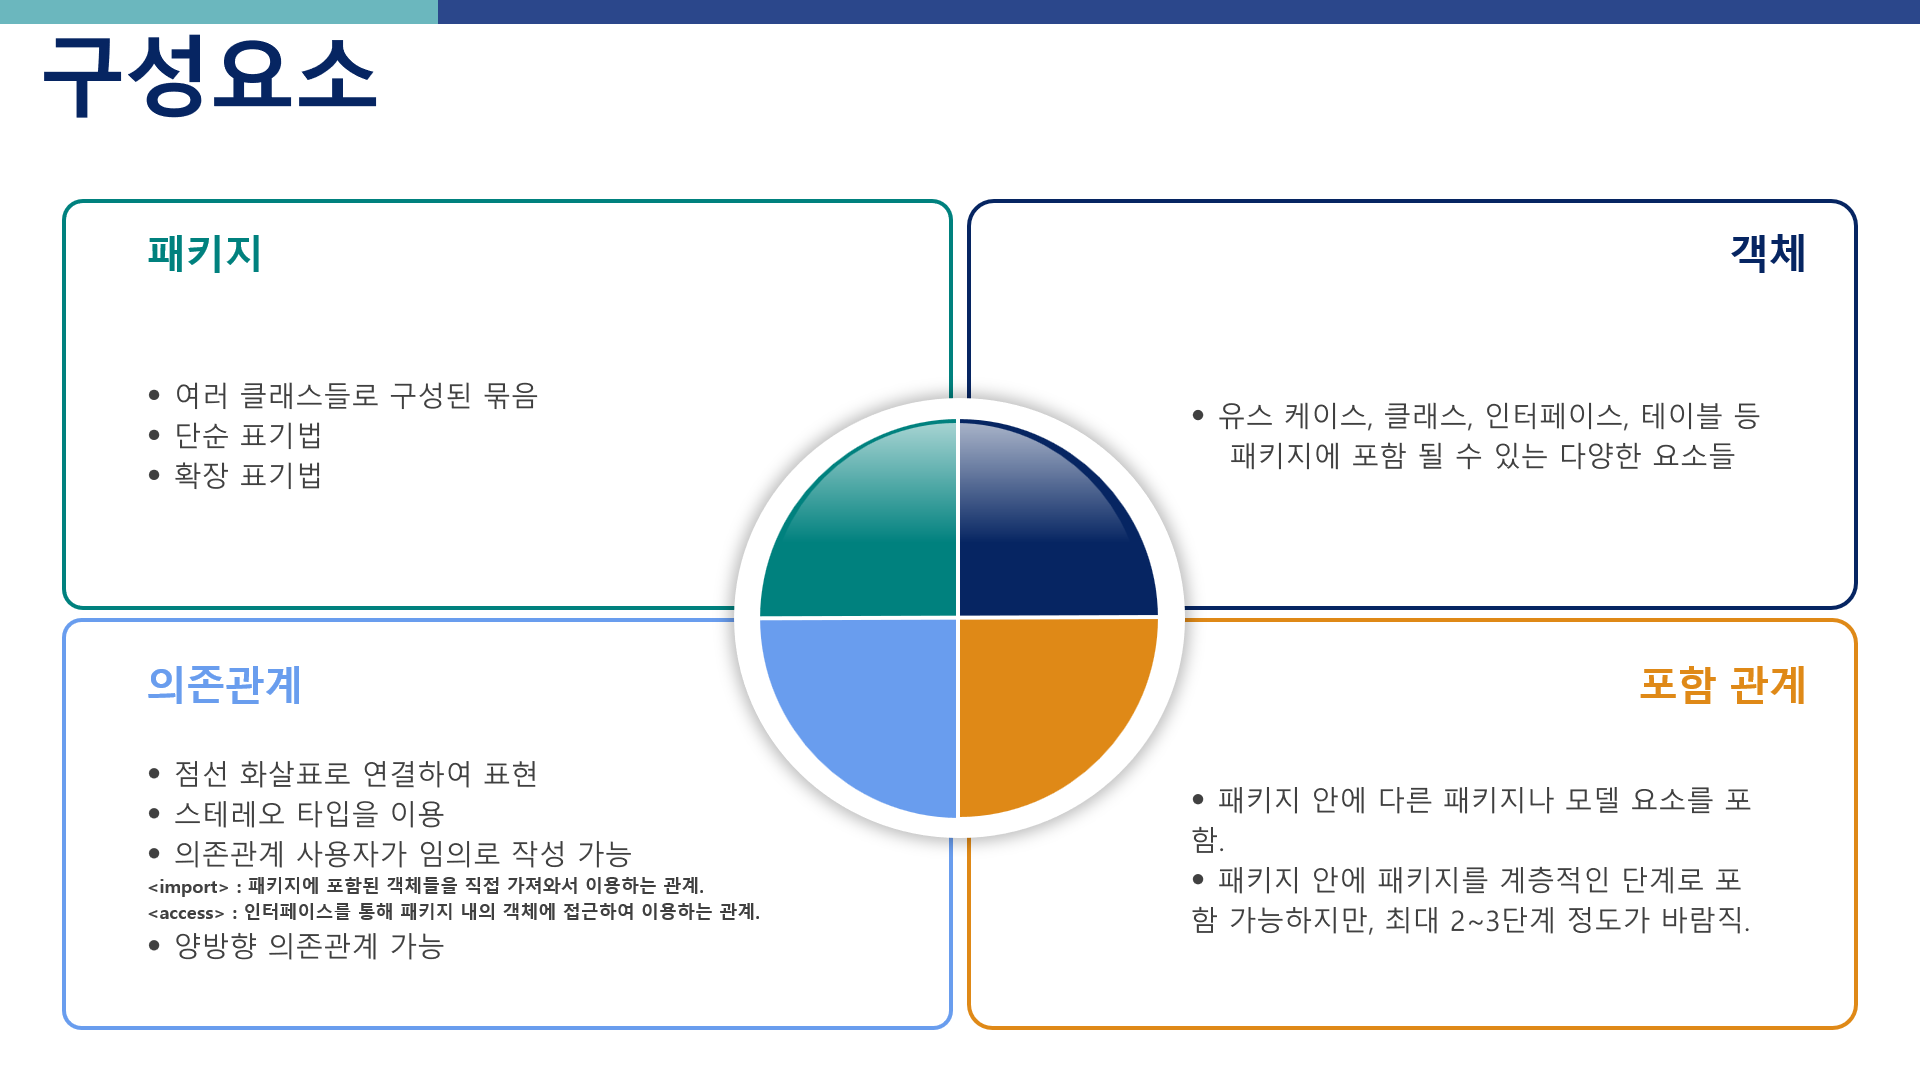 구성요소
패키지
• 여러 클래스들로 구성된 묶음
• 단순 표기법
• 확장 표기법
객체
• 유스 케이스, 클래스, 인터페이스, 테이블 등
패키지에 포함 될 수 있는 다양한 요소들
의존관계
• 점선 화살표로 연결하여 표현
• 스테레오 타입을 이용
• 의존관계 사용자가 임의로 작성 가능
<import> : 패키지에 포함된 객체들을 직접 가져와서 이용하는 관계.
<access> : 인터페이스를 통해 패키지 내의 객체에 접근하여 이용하는 관계.
• 양방향 의존관계 가능
포함 관계
• 패키지 안에 다른 패키지나 모델 요소를 포
함.
• 패키지 안에 패키지를 계층적인 단계로 포
함 가능하지만, 최대 2~3단계 정도가 바람직.